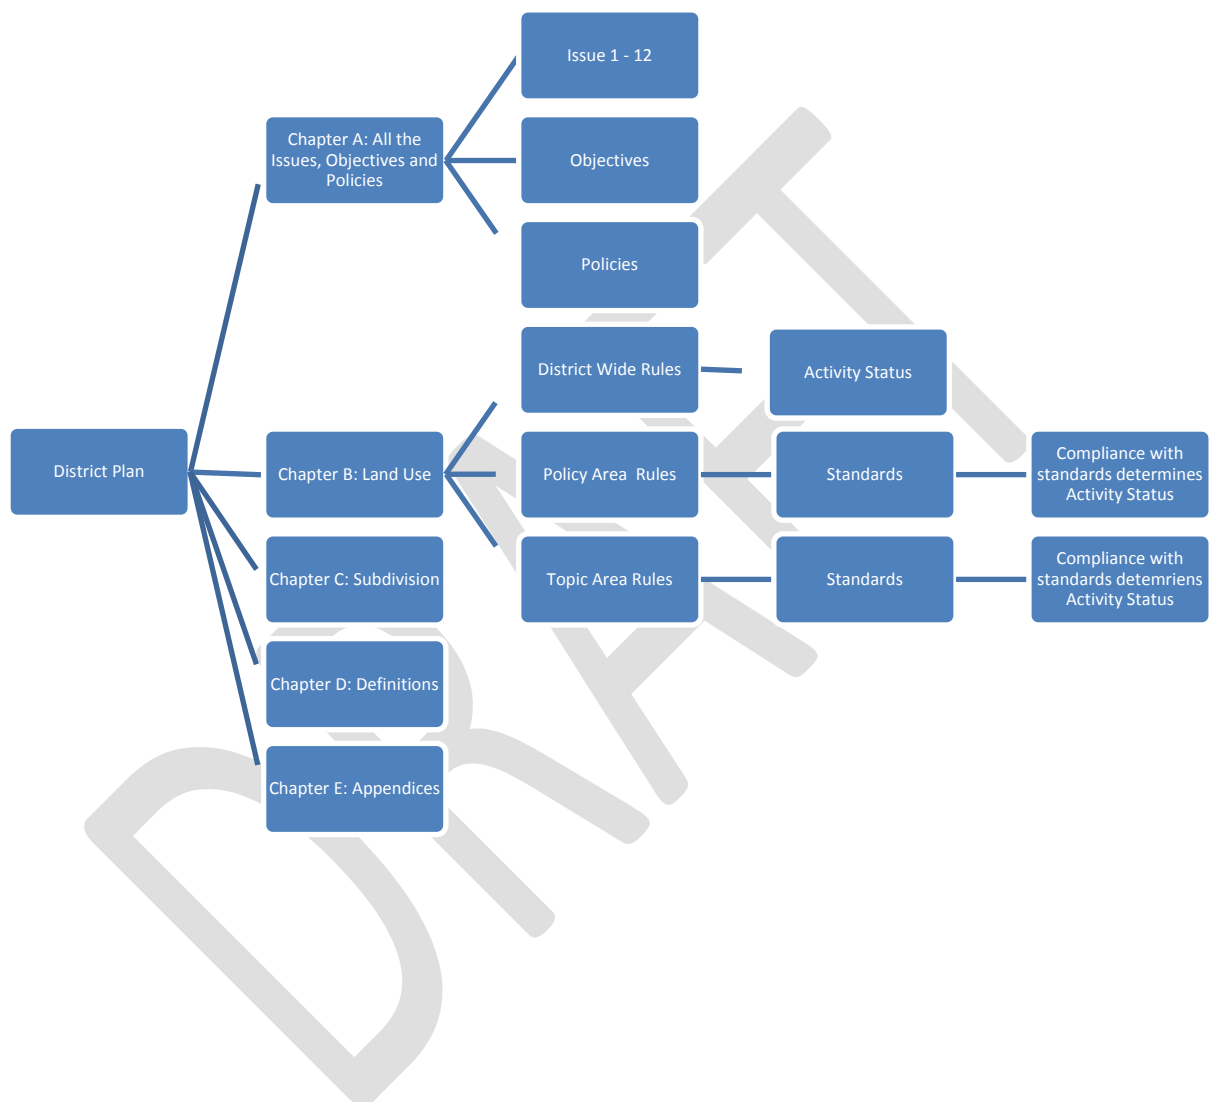 Issue 1 - 12
Chapter A: All the
Issues, Objectives and
Policies
Objectives
Policies
District Wide Rules
Activity Status
District Plan
Chapter B: Land Use
Policy Area  Rules
Standards
Compliance with
standards determines
Activity Status
Chapter C: Subdivision
Topic Area Rules
Standards
Compliance with
standards detemriens
Activity Status
Chapter D: Definitions
Chapter E: Appendices
DRAFT